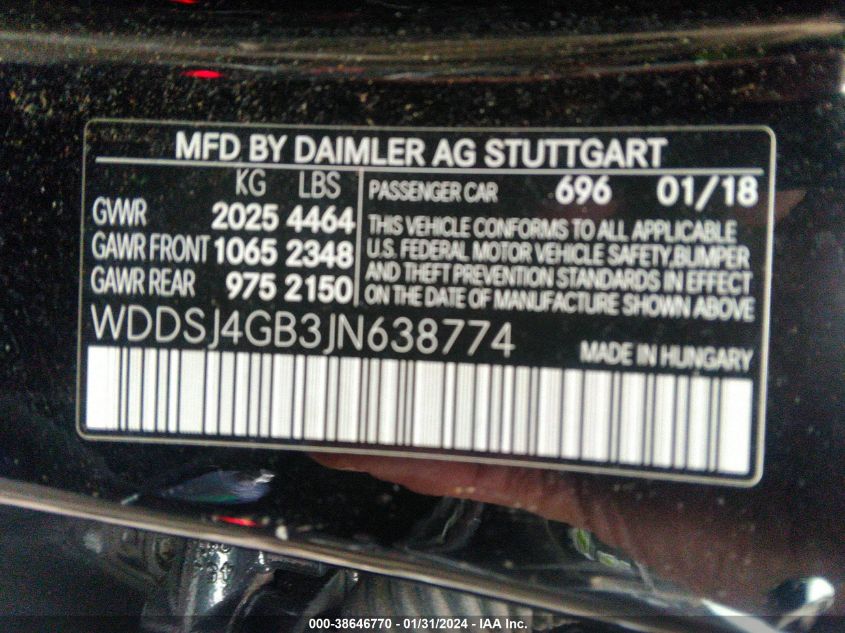 MFD BY DAIMLER AG STUTTGART
KG LBS
GVWR 2025 4464
GAWR FRONT 1065 2348
GAWR REAR 975 2150
PASSENGER CAR 696 01/18
THIS VEHICLE CONFORMS TO ALL APPLICABLE
U.S. FEDERAL MOTOR VEHICLE SAFETY, BUMPER
AND THEFT PREVENTION STANDARDS IN EFFECT
ON THE DATE OF MANUFACTURE SHOWN ABOVE
WDDSJ4GB3JN638774
MADE IN HUNGARY
000-38646770 - 01/31/2024 - IAA Inc.